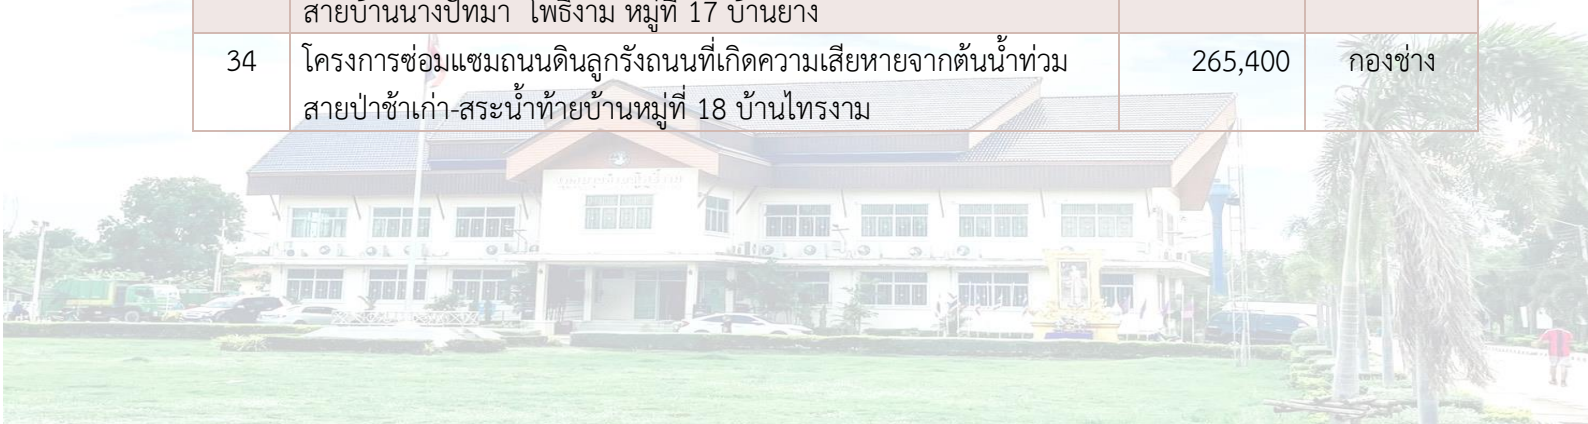 สายบ้านนางปัทมา โพธิ์งาม หมู่ที่ 17 บ้านยาง
34 โครงการซ่อมแซมถนนดินลูกรังถนนที่เกิดความเสียหายจากต้นน้ำท่วม 265,400 กองช่าง
สายป่าช้าเก่า-สระน้ำท้ายบ้านหมู่ที่ 18 บ้านไทรงาม